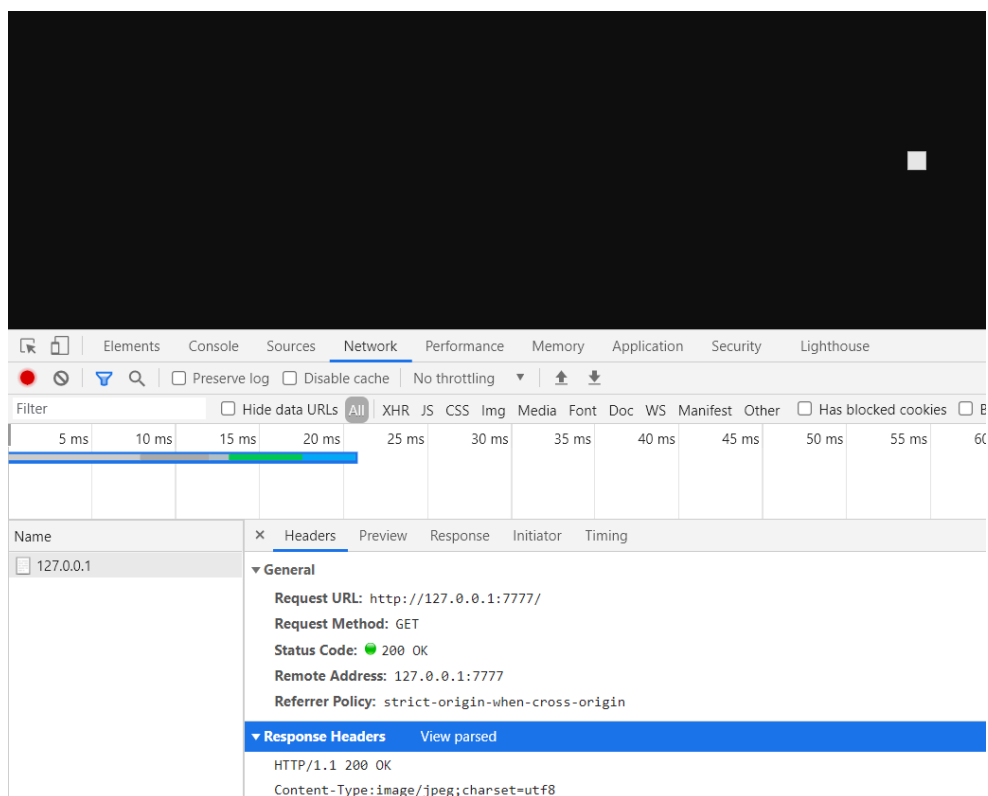 Elements Console Sources Network Performance Memory Application Security Lighthouse
Preserve log Disable cache No throttling
Filter Hide data URLs All XHR JS CSS Img Media Font Doc WS Manifest Other Has blocked cookies B
5 ms 10 ms 15 ms 20 ms 25 ms 30 ms 35 ms 40 ms 45 ms 50 ms 55 ms 60
Name × Headers Preview Response Initiator Timing
127.0.0.1
General
Request URL: http://127.0.0.1:7777/
Request Method: GET
Status Code: 200 OK
Remote Address: 127.0.0.1:7777
Referrer Policy: strict-origin-when-cross-origin
Response Headers View parsed
HTTP/1.1 200 OK
Content-Type:image/jpeg;charset=utf8